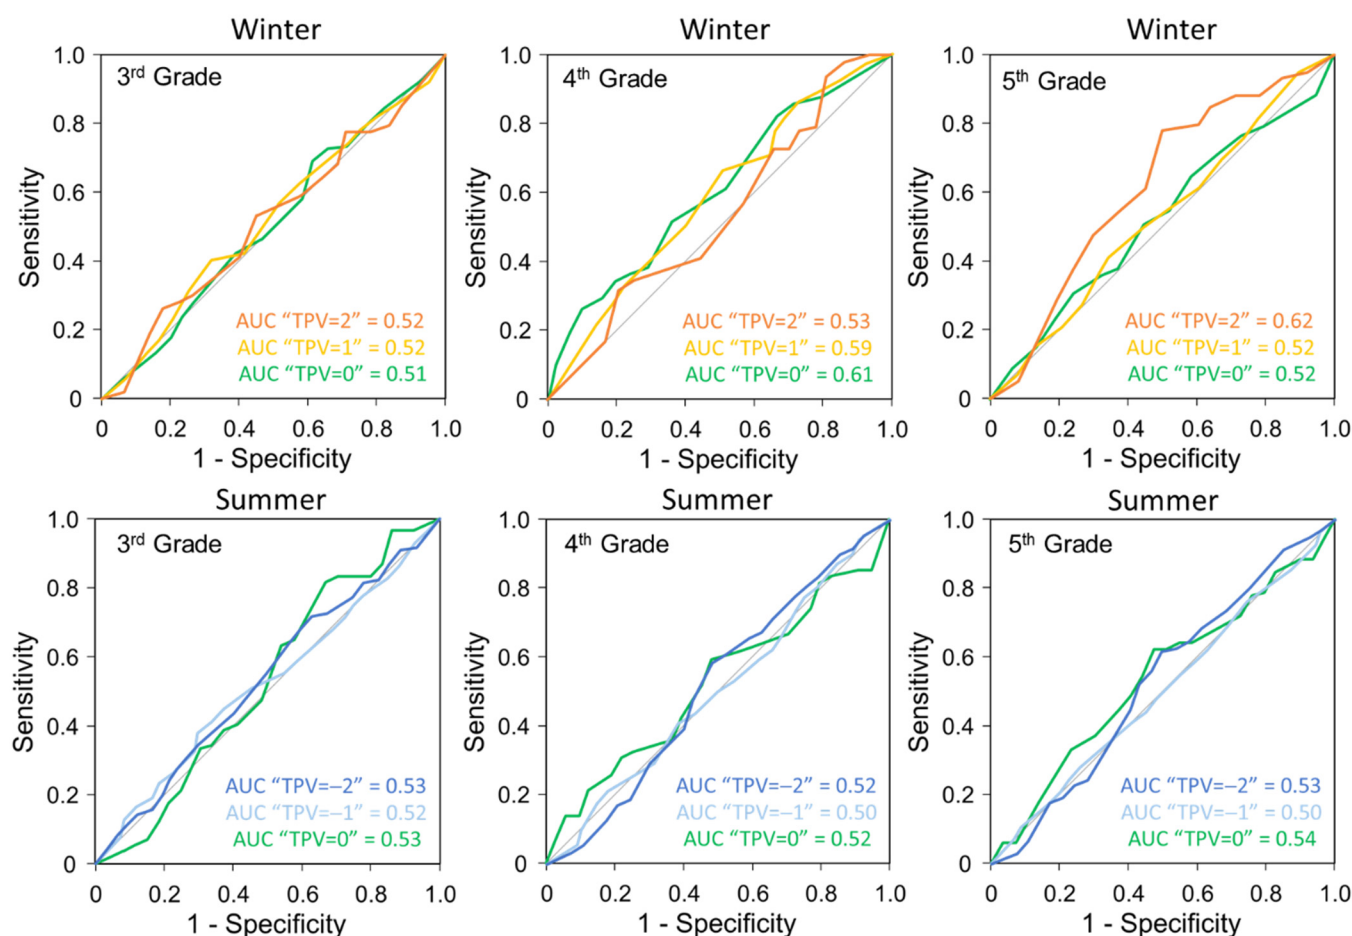 Winter
3rd Grade
Sensitivity
1.0
0.8
0.6
0.4
0.2
0
AUC “TPV=2” = 0.52
AUC “TPV=1” = 0.52
AUC “TPV=0” = 0.51
0 0.2 0.4 0.6 0.8 1.0
1 - Specificity
Winter
4th Grade
Sensitivity
1.0
0.8
0.6
0.4
0.2
0
AUC “TPV=2” = 0.53
AUC “TPV=1” = 0.59
AUC “TPV=0” = 0.61
0 0.2 0.4 0.6 0.8 1.0
1 - Specificity
Winter
5th Grade
Sensitivity
1.0
0.8
0.6
0.4
0.2
0
AUC “TPV=2” = 0.62
AUC “TPV=1” = 0.52
AUC “TPV=0” = 0.52
0 0.2 0.4 0.6 0.8 1.0
1 - Specificity
Summer
3rd Grade
Sensitivity
1.0
0.8
0.6
0.4
0.2
0
AUC “TPV=–2” = 0.53
AUC “TPV=–1” = 0.52
AUC “TPV=0” = 0.53
0 0.2 0.4 0.6 0.8 1.0
1 - Specificity
Summer
4th Grade
Sensitivity
1.0
0.8
0.6
0.4
0.2
0
AUC “TPV=–2” = 0.52
AUC “TPV=–1” = 0.50
AUC “TPV=0” = 0.52
0 0.2 0.4 0.6 0.8 1.0
1 - Specificity
Summer
5th Grade
Sensitivity
1.0
0.8
0.6
0.4
0.2
0
AUC “TPV=–2” = 0.53
AUC “TPV=–1” = 0.50
AUC “TPV=0” = 0.54
0 0.2 0.4 0.6 0.8 1.0
1 - Specificity